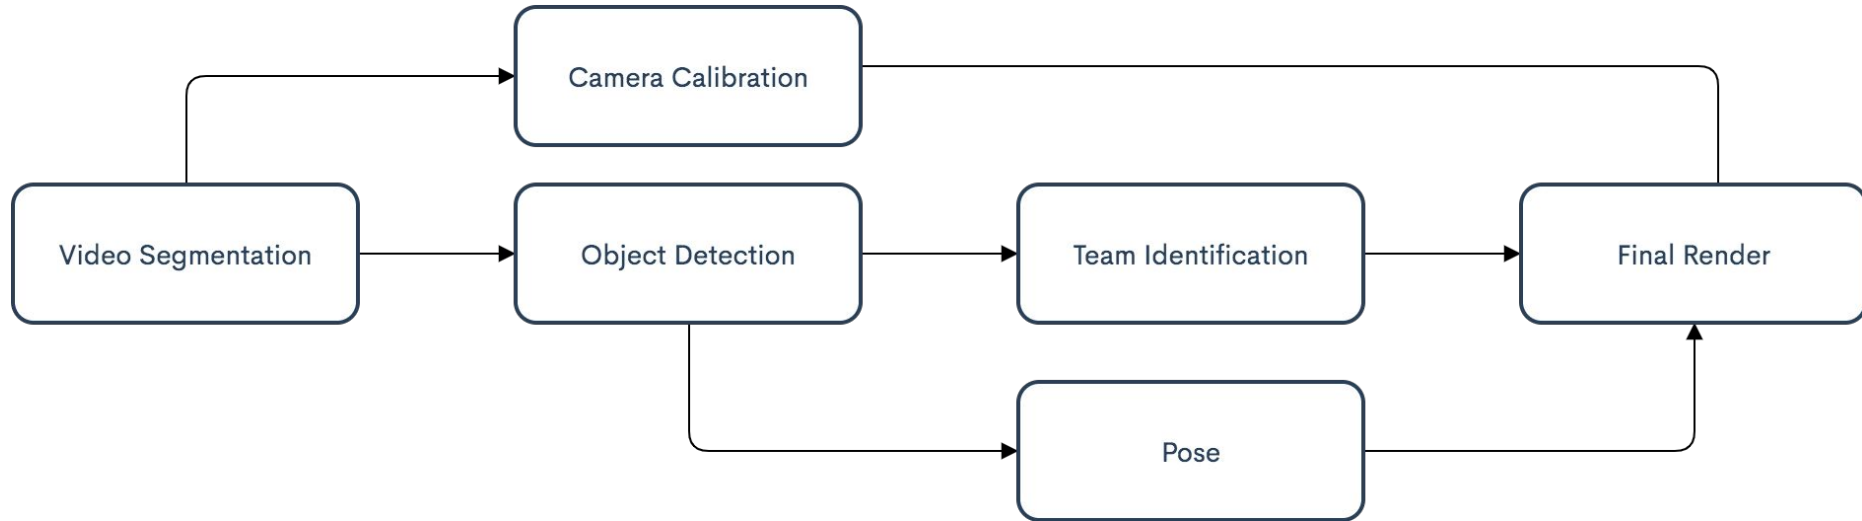 Camera Calibration
Video Segmentation
Object Detection
Team Identification
Final Render
Pose